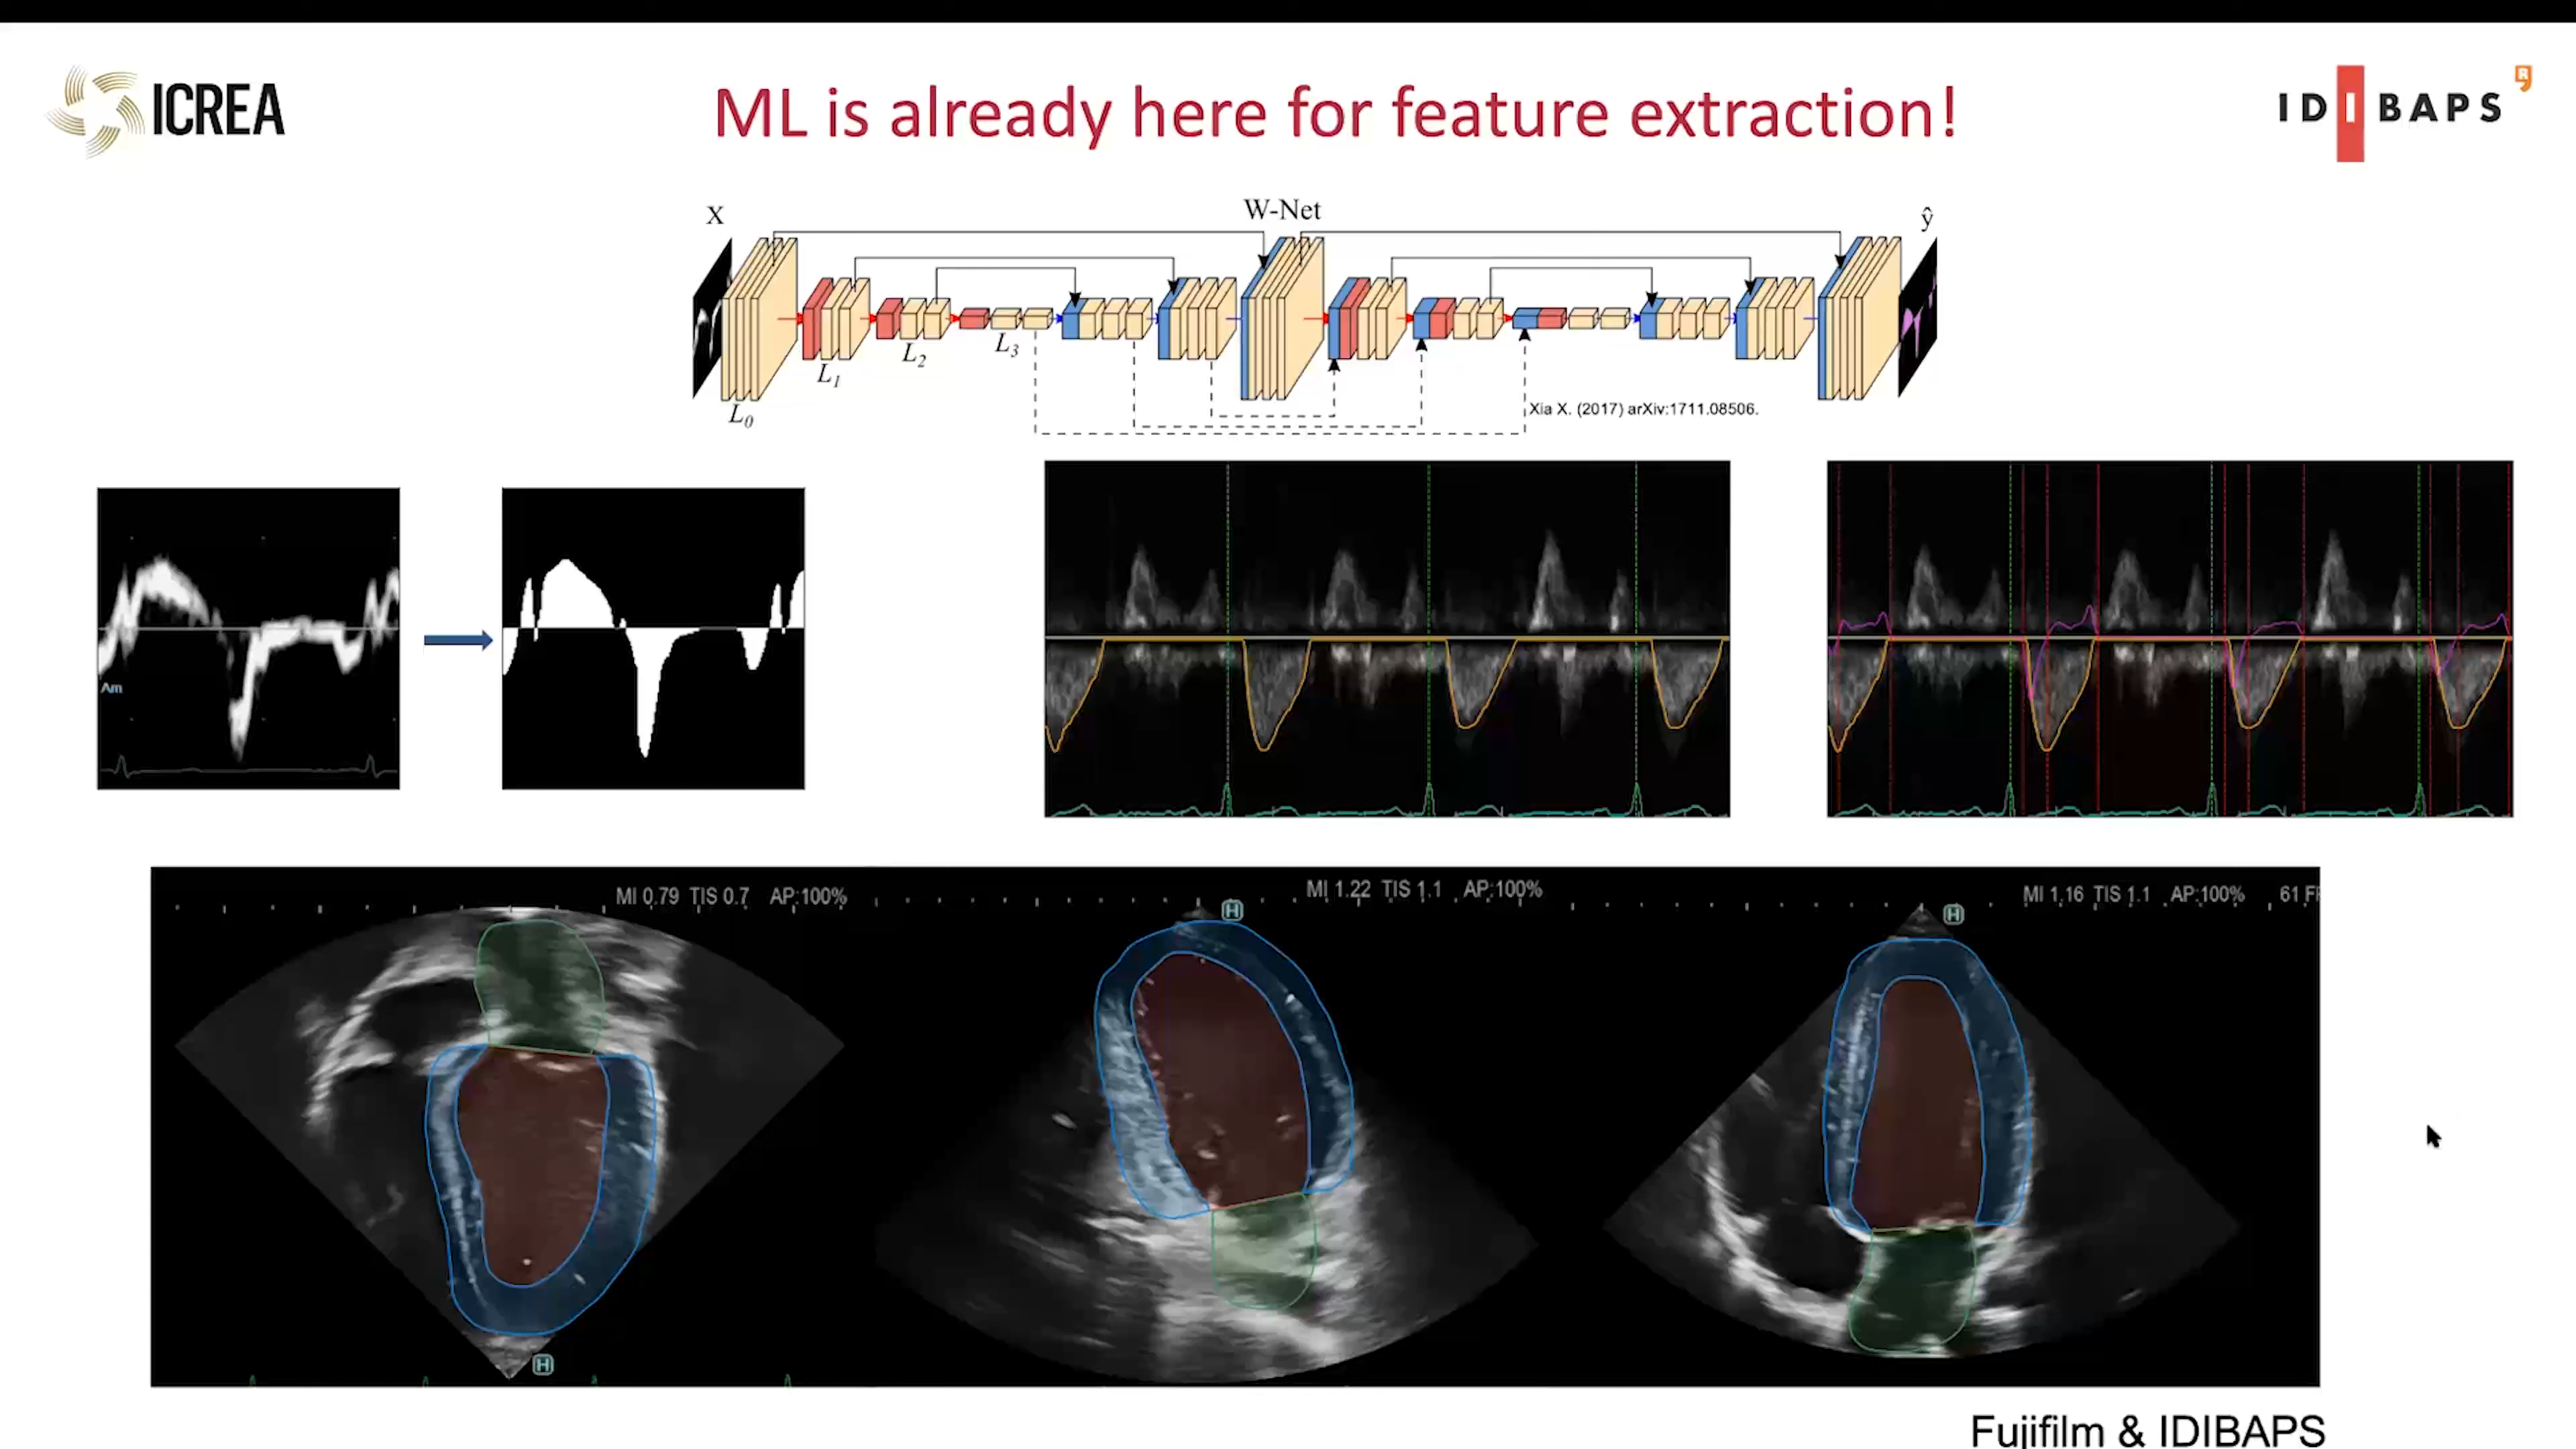 ICREA
ML is already here for feature extraction!
IDIBAPS
R
X
W-Net
ŷ
L0
L1
L2
L3
Xia X. (2017) arXiv:1711.08506.
Am
MI 0.79 TIS 0.7 AP:100%
MI 1.22 TIS 1.1 AP:100%
MI 1.16 TIS 1.1 AP:100% 61 F
H
H
H
Fujifilm & IDIBAPS